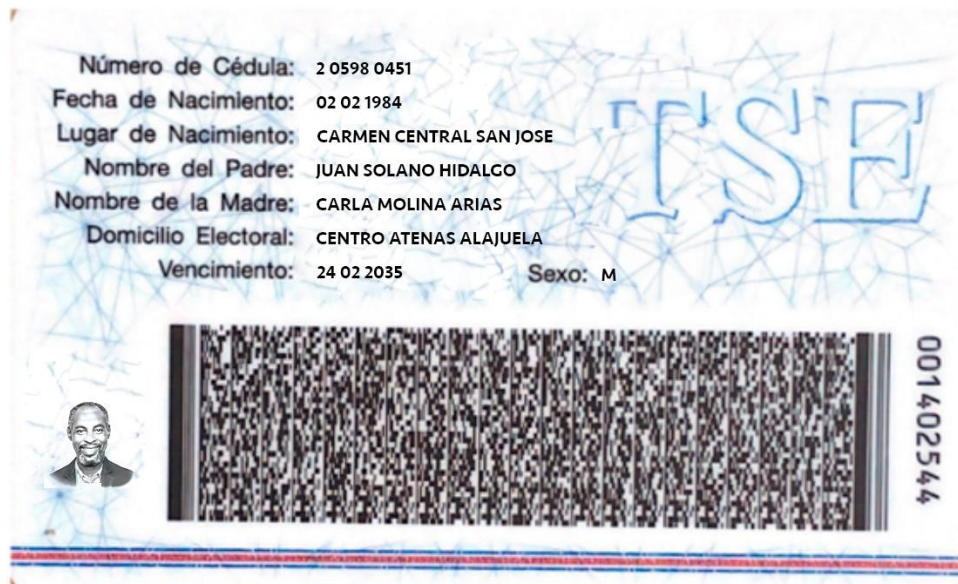 Número de Cédula: 2 0598 0451
Fecha de Nacimiento: 02 02 1984
Lugar de Nacimiento: CARMEN CENTRAL SAN JOSE
Nombre del Padre: JUAN SOLANO HIDALGO
Nombre de la Madre: CARLA MOLINA ARIAS
Domicilio Electoral: CENTRO ATENAS ALAJUELA
Vencimiento: 24 02 2035 Sexo: M
TSE
001402544